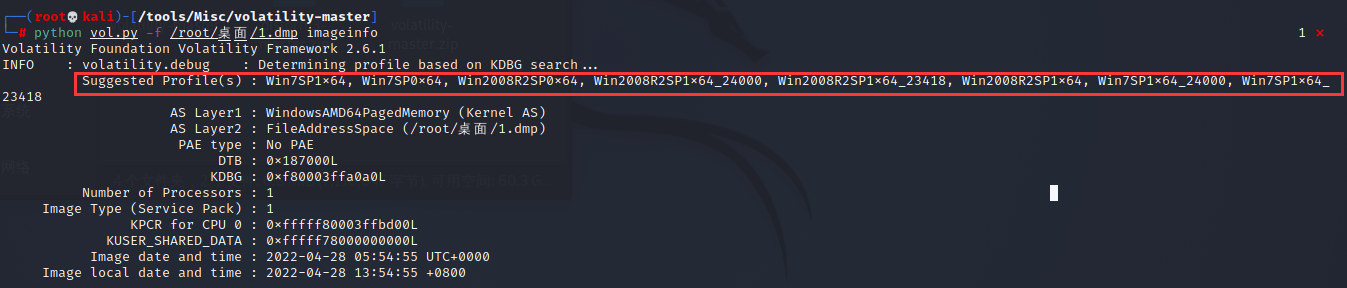 ┌──(root💀kali)-[/tools/Misc/volatility-master]
└─# python vol.py -f /root/桌面/1.dmp imageinfo 1 ⨯
Volatility Foundation Volatility Framework 2.6.1
INFO    : volatility.debug    : Determining profile based on KDBG search...
Suggested Profile(s) : Win7SP1x64, Win7SP0x64, Win2008R2SP0x64, Win2008R2SP1x64_24000, Win2008R2SP1x64_23418, Win2008R2SP1x64, Win7SP1x64_24000, Win7SP1x64_
23418
AS Layer1 : WindowsAMD64PagedMemory (Kernel AS)
AS Layer2 : FileAddressSpace (/root/桌面/1.dmp)
PAE type : No PAE
DTB : 0x187000L
KDBG : 0xf80003ffa0a0L
Number of Processors : 1
Image Type (Service Pack) : 1
KPCR for CPU 0 : 0xfffff80003ffbd00L
KUSER_SHARED_DATA : 0xfffff78000000000L
Image date and time : 2022-04-28 05:54:55 UTC+0000
Image local date and time : 2022-04-28 13:54:55 +0800